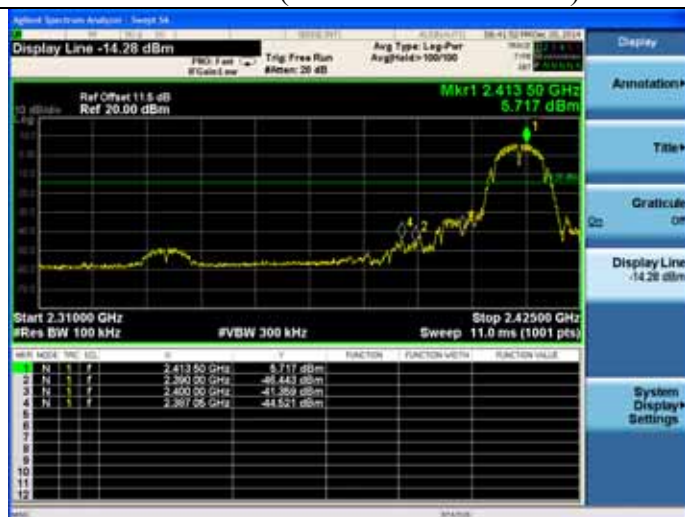 Agilent Spectrum Analyzer - Swept SA
Display Line -14.28 dBm
PNO: Fast
IFGain:Low
Trig: Free Run
#Atten: 20 dB
Avg Type: Log-Pwr
Avg|Hold:>100/100
Display
Ref Offset 11.5 dB
Ref 20.00 dBm
Mkr1 2.413 50 GHz
5.717 dBm
10 dB/div
Log
1
4
2
Annotation
Title
Graticule
On Off
Display Line
-14.28 dBm
System
Display
Settings
Start 2.31000 GHz
Stop 2.42500 GHz
#Res BW 100 kHz
#VBW 300 kHz
Sweep 11.0 ms (1001 pts)
MKR MODE TRC SCL X Y FUNCTION FUNCTION WIDTH FUNCTION VALUE
1 N 1 f 2.413 50 GHz 5.717 dBm
2 N 1 f 2.390 00 GHz -46.443 dBm
3 N 1 f 2.400 00 GHz -41.359 dBm
4 N 1 f 2.387 05 GHz -44.521 dBm
5
6
7
8
9
10
11
12
MSG
STATUS